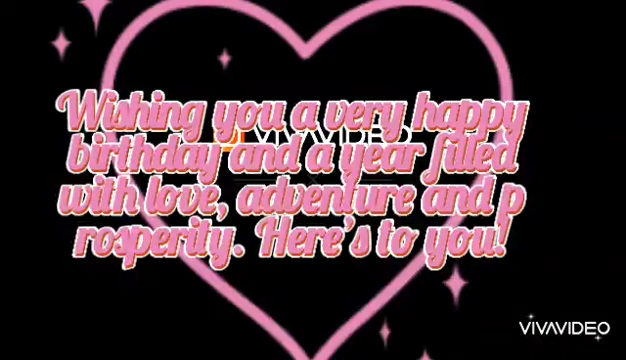 Wishing you a very happy
birthday and a year filled
with love, adventure and p
rosperity. Here's to you!
VIVAVIDEO
VIVAVIDEO